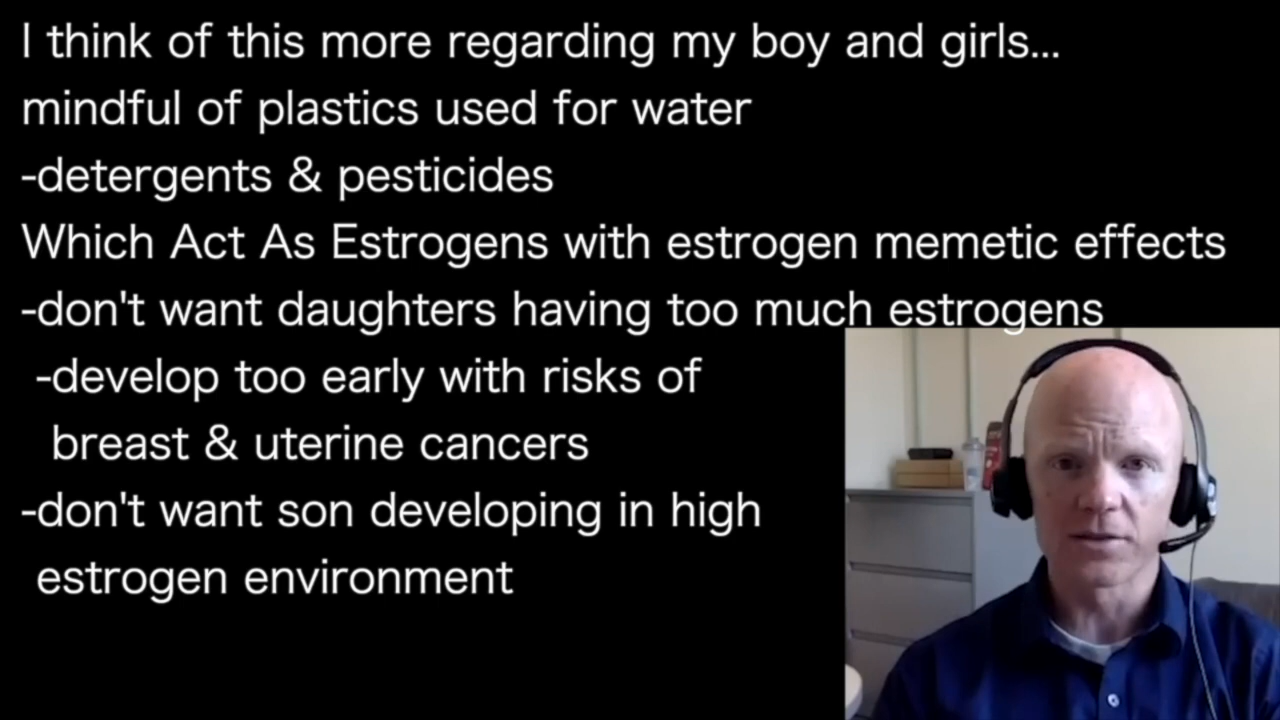 I think of this more regarding my boy and girls...
mindful of plastics used for water
-detergents & pesticides
Which Act As Estrogens with estrogen memetic effects
-don't want daughters having too much estrogens
-develop too early with risks of
breast & uterine cancers
-don't want son developing in high
estrogen environment